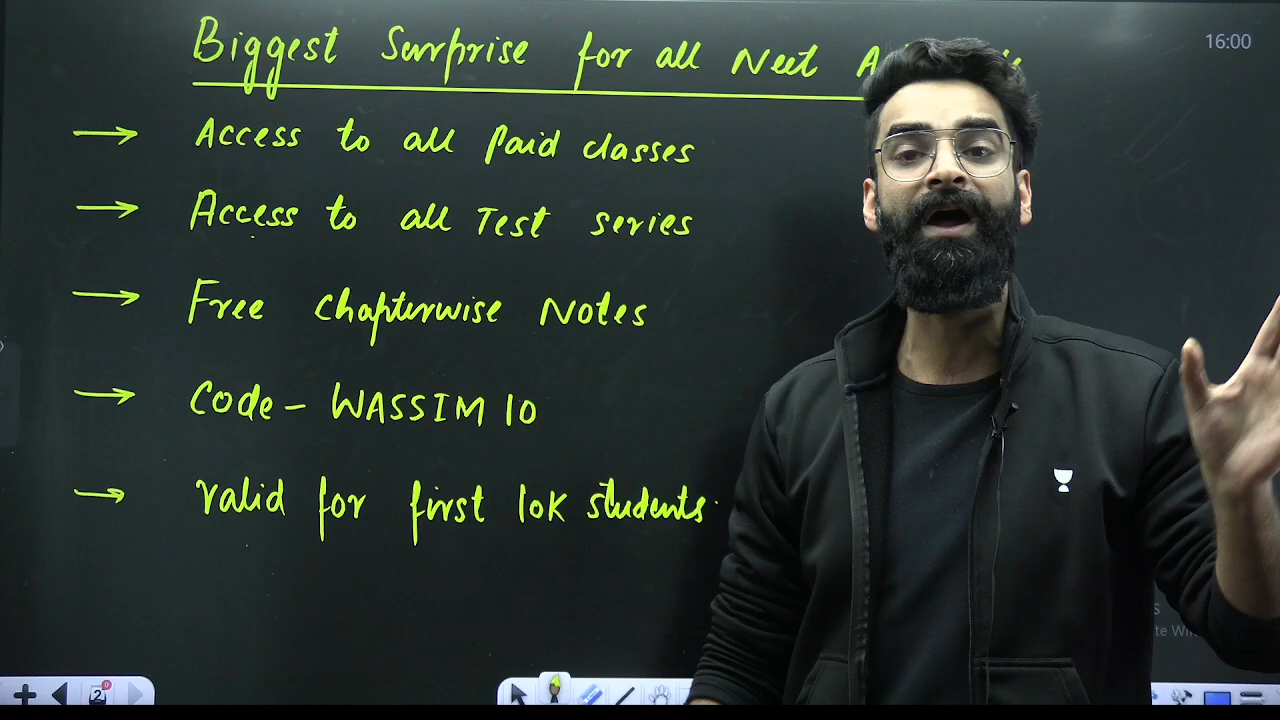 16:00
Biggest Surprise for all Neet
→ Access to all Paid classes
→ Access to all Test series
→ Free Chapterwise Notes
→ Code - WASSIM 10
→ Valid for first 10K students.
2